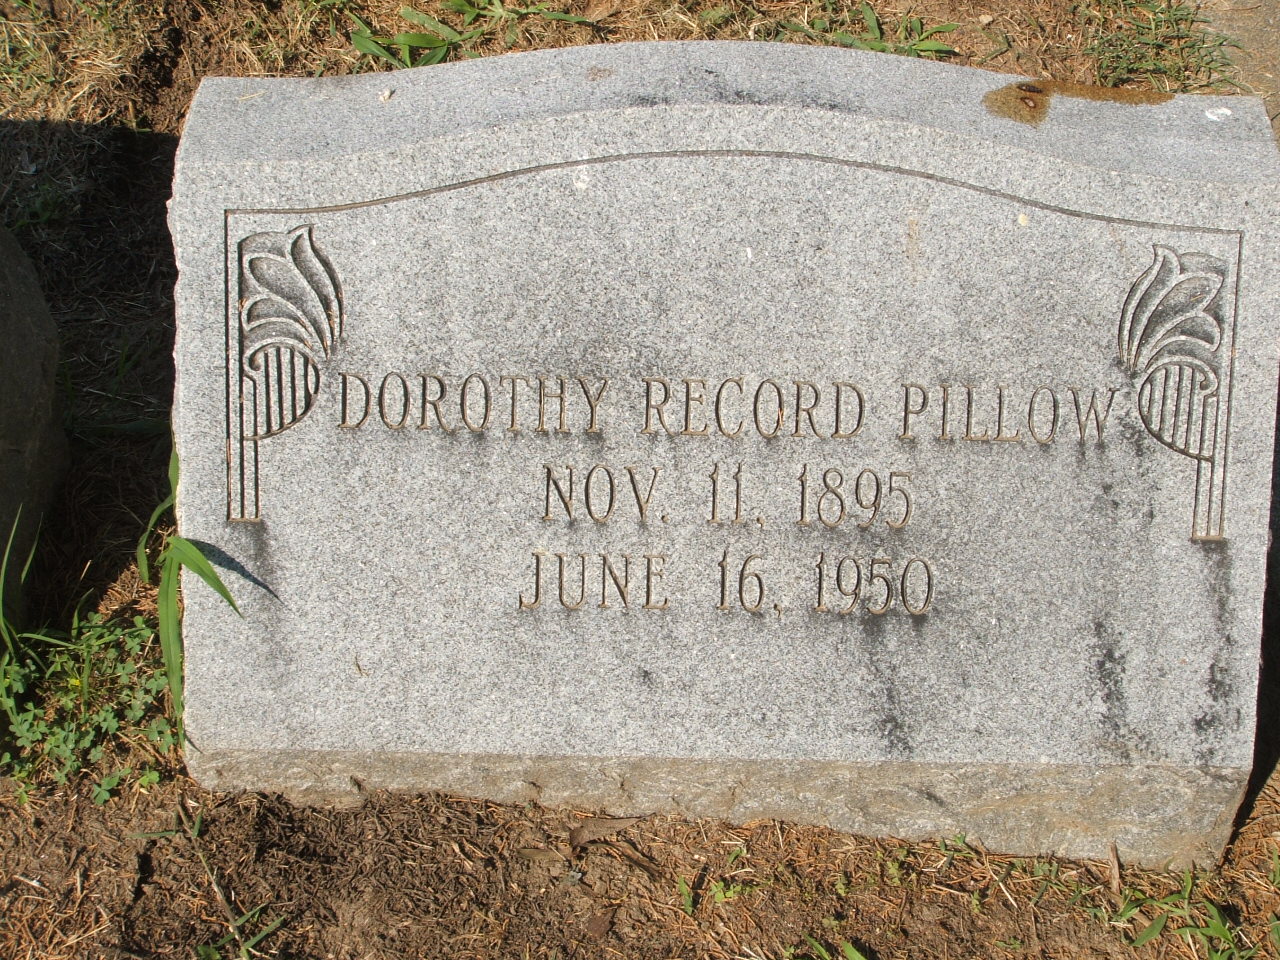 DOROTHY RECORD PILLOW
NOV. 11, 1895
JUNE 16, 1950